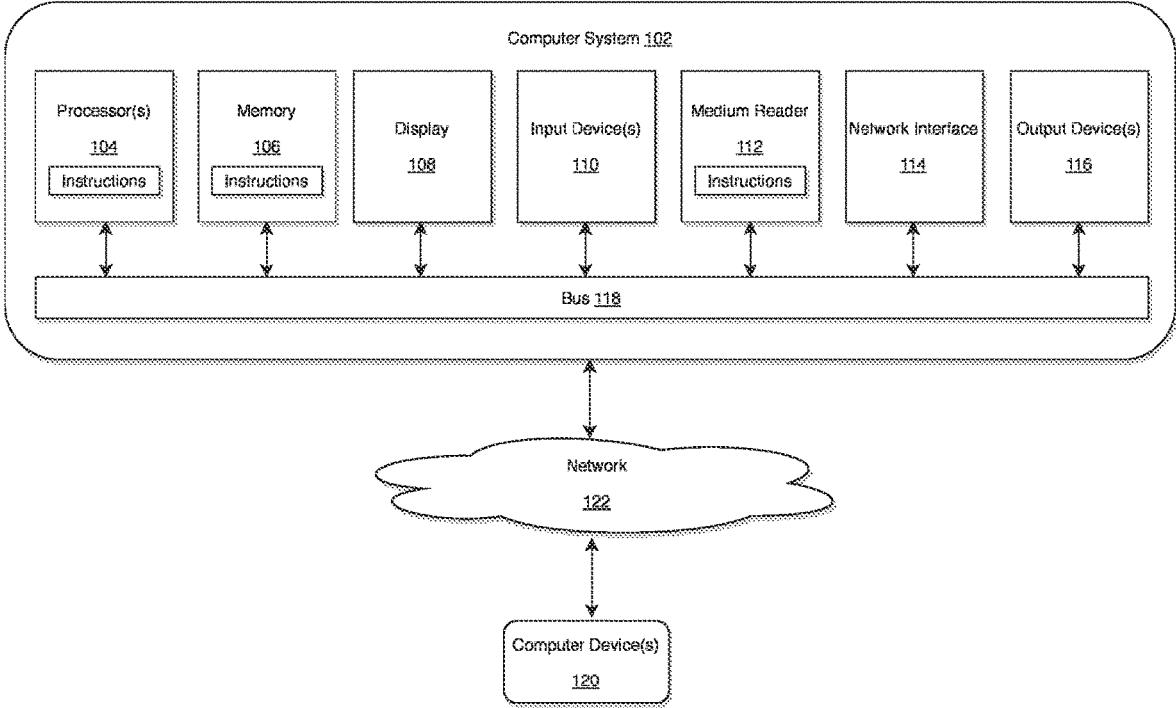 Computer System 102
Processor(s)
104
Instructions
Memory
106
Instructions
Display
108
Input Device(s)
110
Medium Reader
112
Instructions
Network Interface
114
Output Device(s)
116
Bus 118
Network
122
Computer Device(s)
120